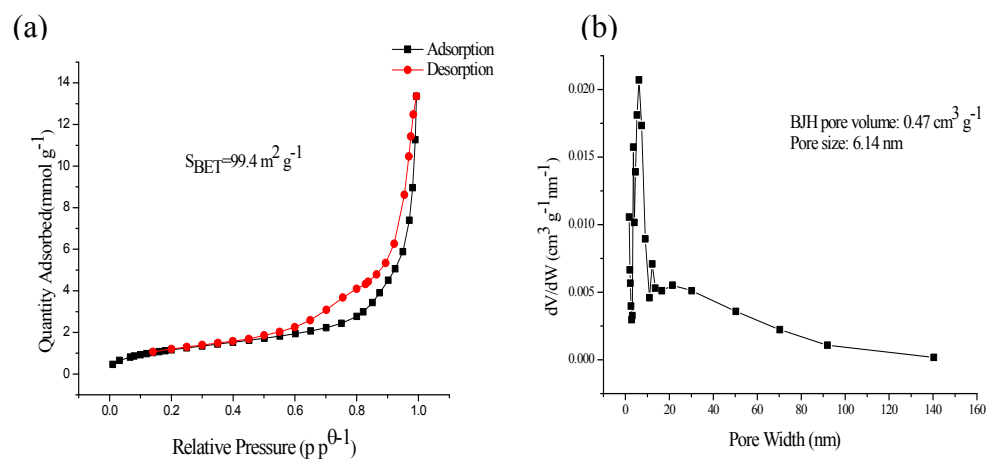 (a)
Adsorption
Desorption
S_BET=99.4 m² g⁻¹
Quantity Adsorbed(mmol g⁻¹)
14
12
10
8
6
4
2
0
0.0 0.2 0.4 0.6 0.8 1.0
Relative Pressure (p p^θ-1)
(b)
BJH pore volume: 0.47 cm³ g⁻¹
Pore size: 6.14 nm
dV/dW (cm³ g⁻¹nm⁻¹)
0.020
0.015
0.010
0.005
0.000
0 20 40 60 80 100 120 140 160
Pore Width (nm)